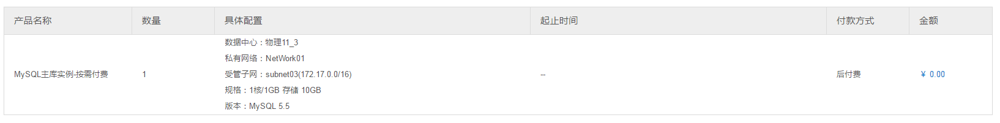 产品名称 数量 具体配置 起止时间 付款方式 金额
数据中心：物理11_3
私有网络：NetWork01
MySQL主库实例-按需付费 1 受管子网：subnet03(172.17.0.0/16) -- 后付费 ¥ 0.00
规格：1核/1GB 存储 10GB
版本：MySQL 5.5